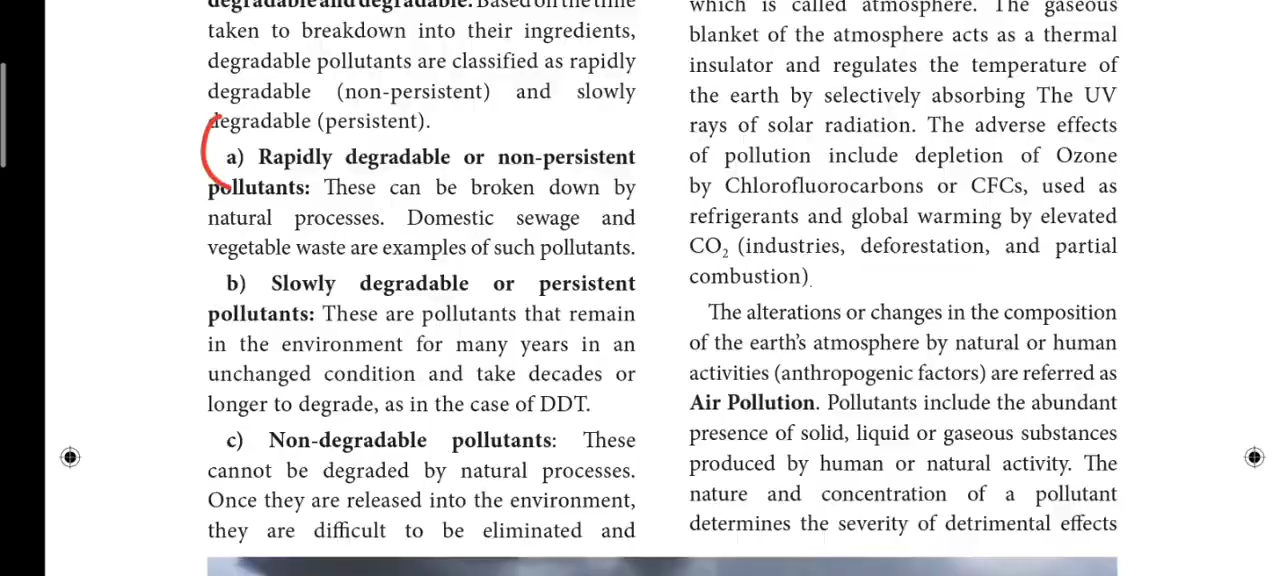 degradable and degradable. Based on the time
taken to breakdown into their ingredients,
degradable pollutants are classified as rapidly
degradable (non-persistent) and slowly
degradable (persistent).
a) Rapidly degradable or non-persistent
pollutants: These can be broken down by
natural processes. Domestic sewage and
vegetable waste are examples of such pollutants.
b) Slowly degradable or persistent
pollutants: These are pollutants that remain
in the environment for many years in an
unchanged condition and take decades or
longer to degrade, as in the case of DDT.
c) Non-degradable pollutants: These
cannot be degraded by natural processes.
Once they are released into the environment,
they are difficult to be eliminated and
which is called atmosphere. The gaseous
blanket of the atmosphere acts as a thermal
insulator and regulates the temperature of
the earth by selectively absorbing The UV
rays of solar radiation. The adverse effects
of pollution include depletion of Ozone
by Chlorofluorocarbons or CFCs, used as
refrigerants and global warming by elevated
CO₂ (industries, deforestation, and partial
combustion).
The alterations or changes in the composition
of the earth's atmosphere by natural or human
activities (anthropogenic factors) are referred as
Air Pollution. Pollutants include the abundant
presence of solid, liquid or gaseous substances
produced by human or natural activity. The
nature and concentration of a pollutant
determines the severity of detrimental effects